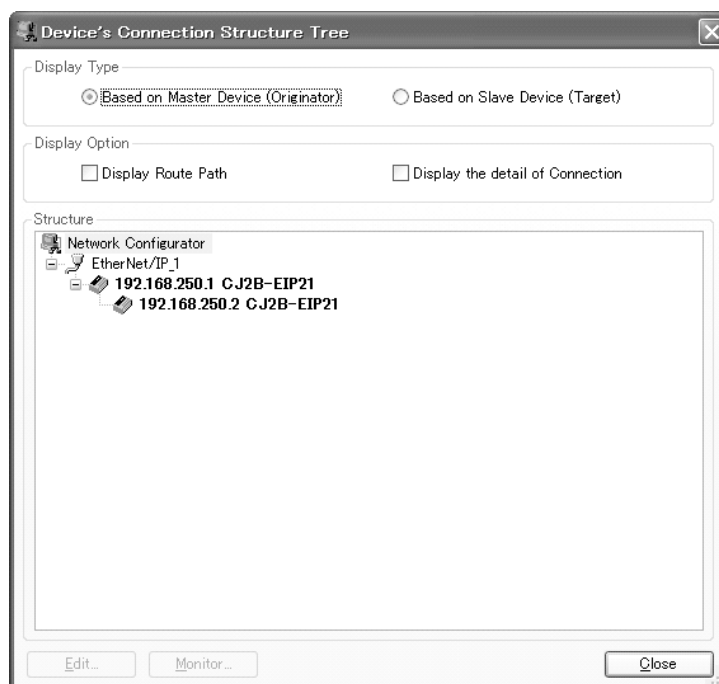 Device's Connection Structure Tree
Display Type
Based on Master Device (Originator)
Based on Slave Device (Target)
Display Option
Display Route Path
Display the detail of Connection
Structure
Network Configurator
EtherNet/IP_1
192.168.250.1 CJ2B-EIP21
192.168.250.2 CJ2B-EIP21
Edit...
Monitor...
Close